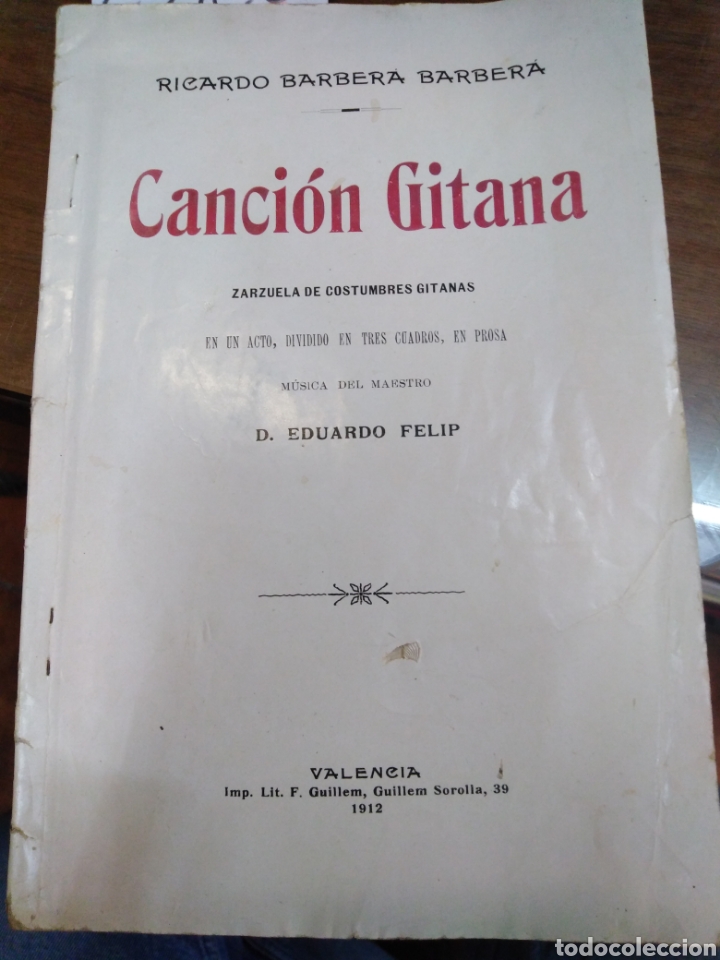 RICARDO BARBERÁ BARBERÁ
Canción Gitana
ZARZUELA DE COSTUMBRES GITANAS
EN UN ACTO, DIVIDIDO EN TRES CUADROS, EN PROSA
MÚSICA DEL MAESTRO
D. EDUARDO FELIP
VALENCIA
Imp. Lit. F. Guillem, Guillem Sorolla, 39
1912
todocoleccion